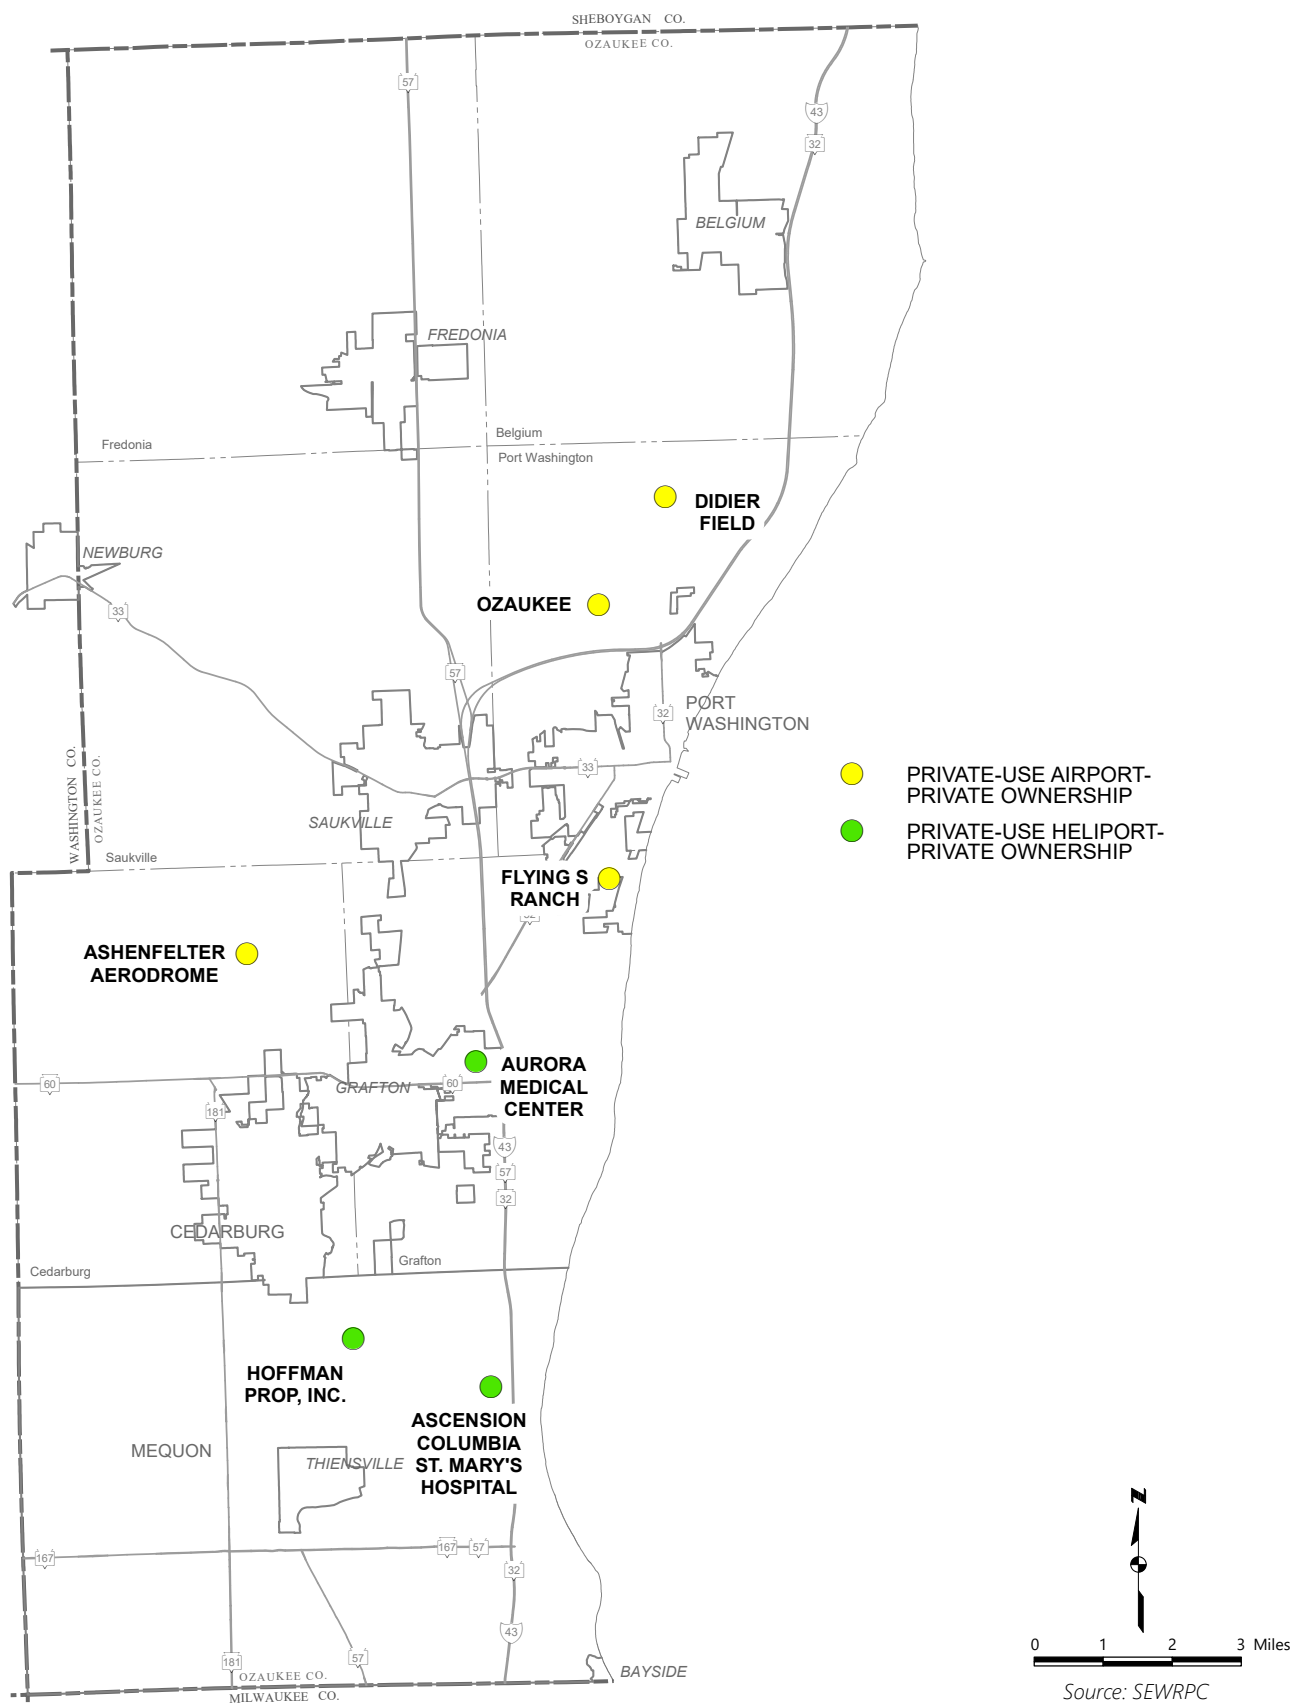 SHEBOYGAN CO.
OZAUKEE CO.
57
43
32
BELGIUM
FREDONIA
Fredonia
Belgium
Port Washington
DIDIER
FIELD
NEWBURG
33
OZAUKEE
57
32
PORT
WASHINGTON
33
WASHINGTON CO.
OZAUKEE CO.
SAUKVILLE
Saukville
PRIVATE-USE AIRPORT-
PRIVATE OWNERSHIP
PRIVATE-USE HELIPORT-
PRIVATE OWNERSHIP
FLYING S
RANCH
ASHENFELTER
AERODROME
AURORA
MEDICAL
CENTER
60
GRAFTON
60
181
43
57
32
CEDARBURG
Cedarburg
Grafton
HOFFMAN
PROP, INC.
ASCENSION
COLUMBIA
ST. MARY'S
HOSPITAL
MEQUON
THIENSVILLE
167
167
57
32
43
181
57
OZAUKEE CO.
MILWAUKEE CO.
BAYSIDE
N
0 1 2 3 Miles
Source: SEWRPC